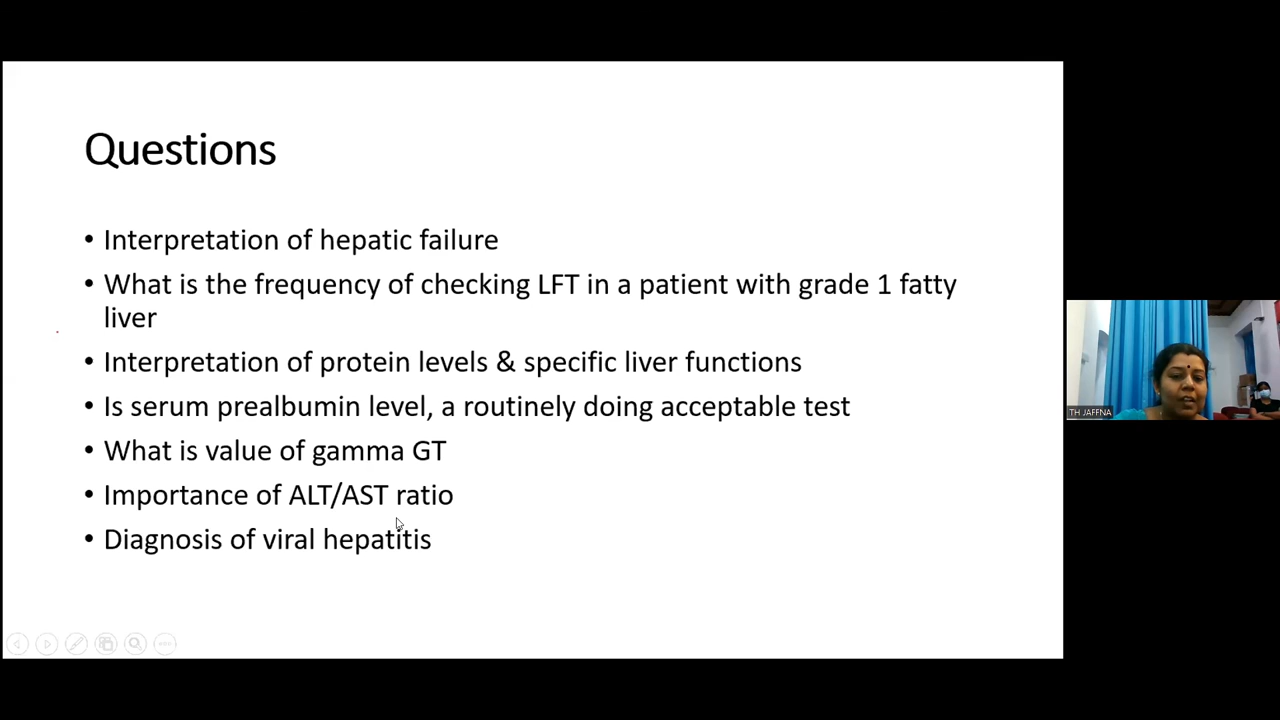 Questions
• Interpretation of hepatic failure
• What is the frequency of checking LFT in a patient with grade 1 fatty
liver
• Interpretation of protein levels & specific liver functions
• Is serum prealbumin level, a routinely doing acceptable test
• What is value of gamma GT
• Importance of ALT/AST ratio
• Diagnosis of viral hepatitis
TH JAFFNA